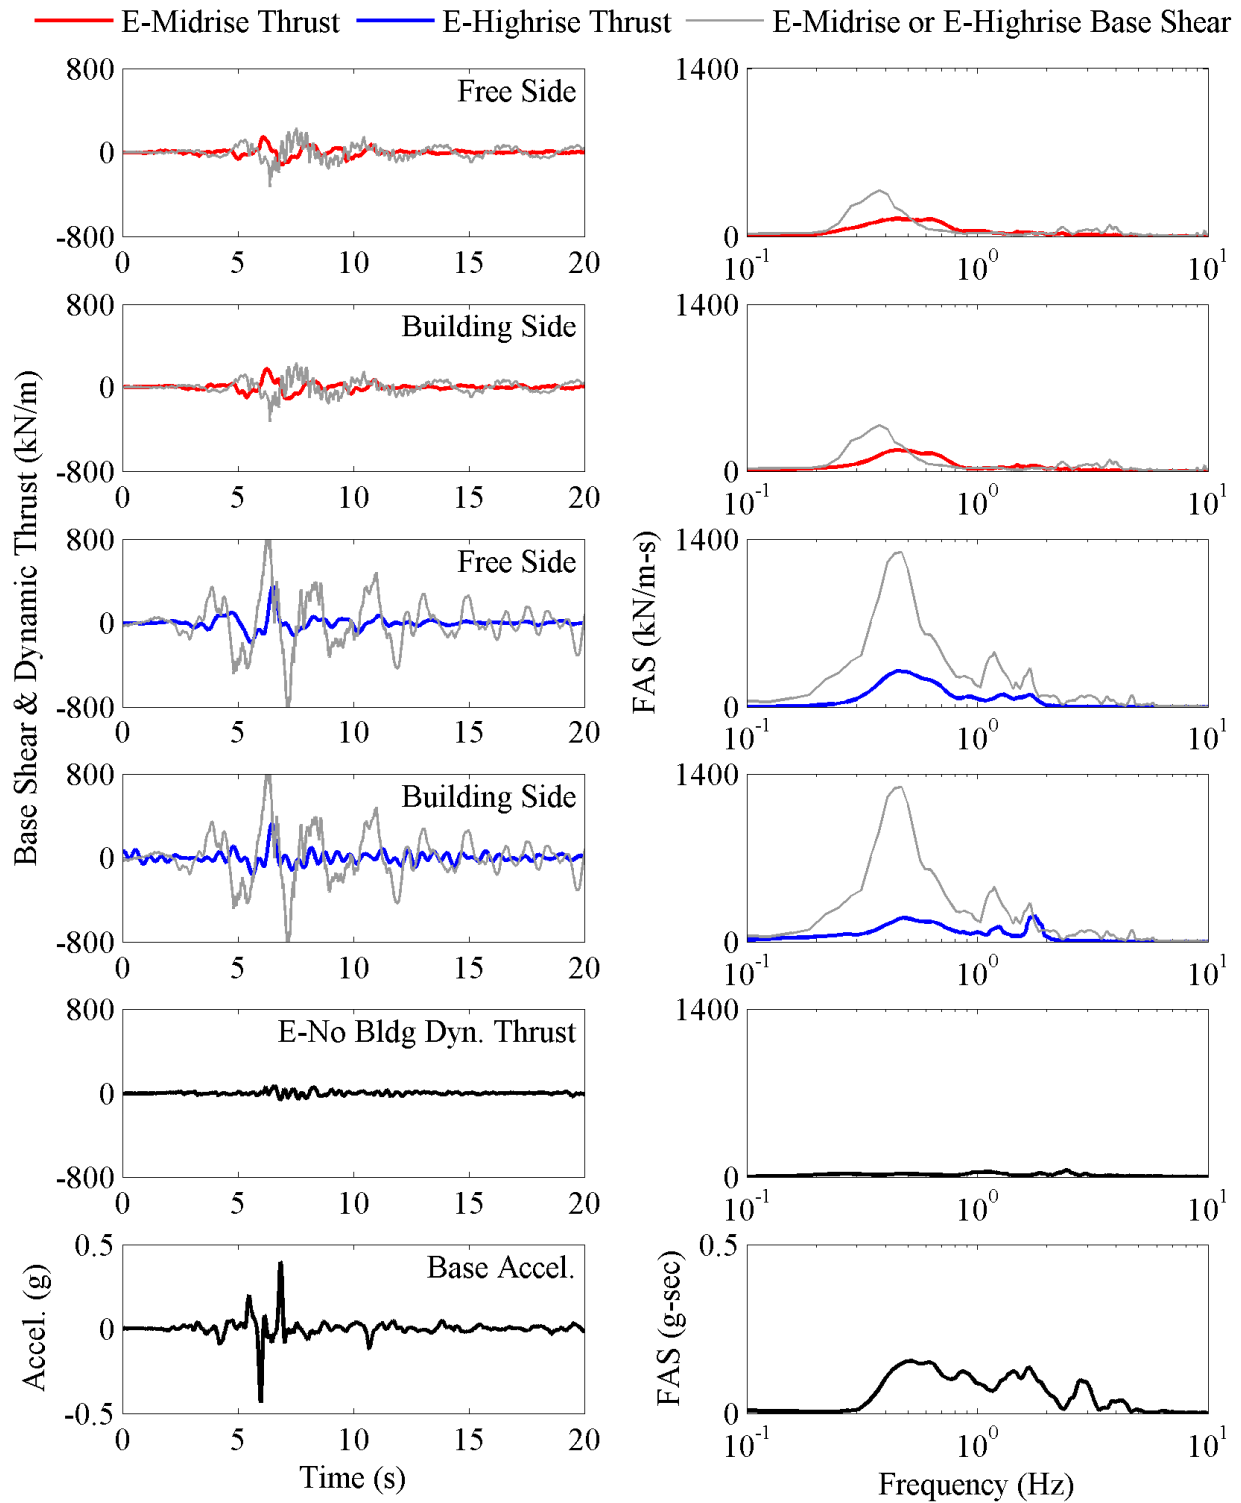 E-Midrise Thrust E-Highrise Thrust E-Midrise or E-Highrise Base Shear
Base Shear & Dynamic Thrust (kN/m)
FAS (kN/m-s)
800
0
-800
Free Side
0 5 10 15 20
1400
0
10-1 100 101
800
0
-800
Building Side
0 5 10 15 20
1400
0
10-1 100 101
800
0
-800
Free Side
0 5 10 15 20
1400
0
10-1 100 101
800
0
-800
Building Side
0 5 10 15 20
1400
0
10-1 100 101
800
0
-800
E-No Bldg Dyn. Thrust
0 5 10 15 20
1400
0
10-1 100 101
Accel. (g)
0.5
0
-0.5
Base Accel.
0 5 10 15 20
Time (s)
FAS (g-sec)
0.5
0
10-1 100 101
Frequency (Hz)